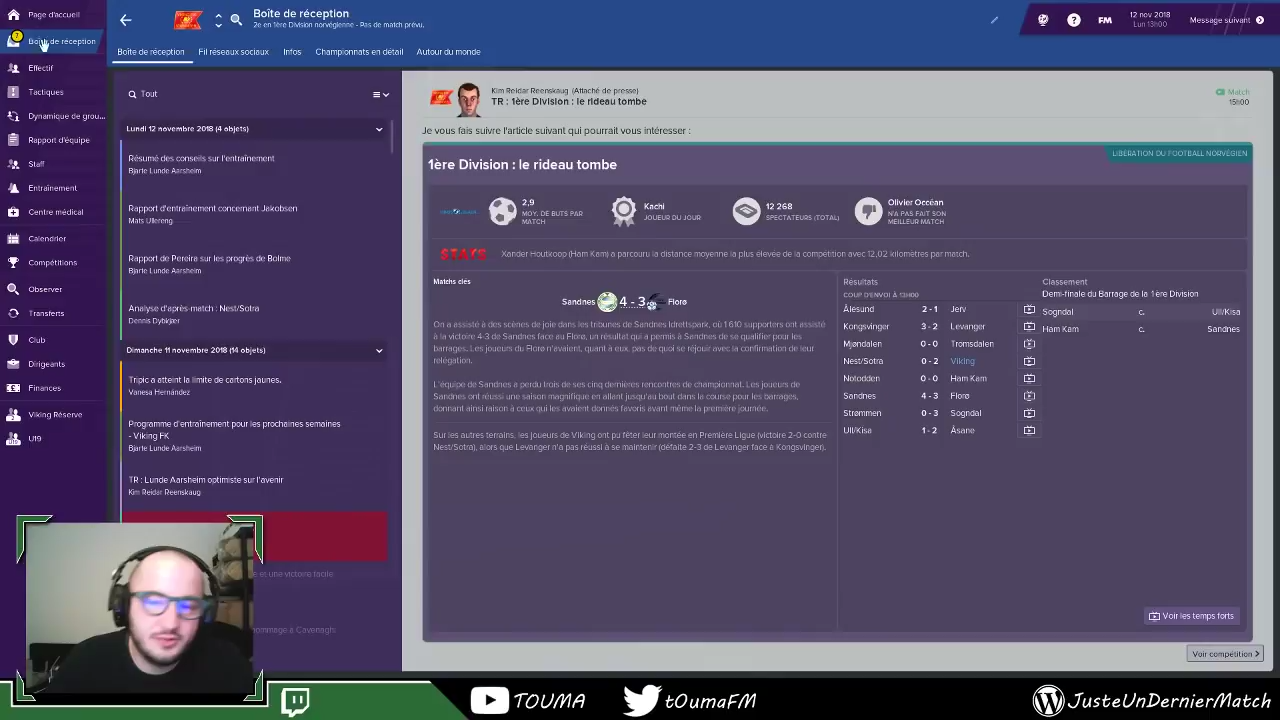 Page d'accueil
Boîte de réception
Effectif
Tactiques
Dynamique de grou...
Rapport d'équipe
Staff
Entraînement
Centre médical
Calendrier
Compétitions
Observer
Transferts
Club
Dirigeants
Finances
Viking Réserve
U19
Boîte de réception
2e en 1ère Division norvégienne - Pas de match prévu.
FM
12 nov 2018
Lun 13h00
Message suivant
Boîte de réception
Fil réseaux sociaux
Infos
Championnats en détail
Autour du monde
Tout
Lundi 12 novembre 2018 (4 objets)
Résumé des conseils sur l'entraînement
Bjarte Lunde Aarsheim
Rapport d'entraînement concernant Jakobsen
Mats Ullereng
Rapport de Pereira sur les progrès de Bolme
Bjarte Lunde Aarsheim
Analyse d'après-match : Nest/Sotra
Dennis Dybkjær
Dimanche 11 novembre 2018 (14 objets)
Tripic a atteint la limite de cartons jaunes.
Vanesa Hernández
Programme d'entraînement pour les prochaines semaines
- Viking FK
Bjarte Lunde Aarsheim
TR : Lunde Aarsheim optimiste sur l'avenir
Kim Reidar Reenskaug
et une victoire facile
hommage à Cavenaghi
Kim Reidar Reenskaug (Attaché de presse)
TR : 1ère Division : le rideau tombe
Match
15h00
Je vous fais suivre l'article suivant qui pourrait vous intéresser :
1ère Division : le rideau tombe
LIBÉRATION DU FOOTBALL NORVÉGIEN
2,9
MOY. DE BUTS PAR
MATCH
Kachi
JOUEUR DU JOUR
12 268
SPECTATEURS (TOTAL)
Olivier Occéan
N'A PAS FAIT SON
MEILLEUR MATCH
STATS
Xander Houtkoop (Ham Kam) a parcouru la distance moyenne la plus élevée de la compétition avec 12,02 kilomètres par match.
Matchs clés
Sandnes 4 - 3 Florø
On a assisté à des scènes de joie dans les tribunes de Sandnes Idrettspark, où 1 610 supporters ont assisté
à la victoire 4-3 de Sandnes face au Florø, un résultat qui a permis à Sandnes de se qualifier pour les
barrages. Les joueurs du Florø n'avaient, quant à eux, pas de quoi se réjouir avec la confirmation de leur
relégation.
L'équipe de Sandnes a perdu trois de ses cinq dernières rencontres de championnat. Les joueurs de
Sandnes ont réussi une saison magnifique en allant jusqu'au bout dans la course pour les barrages,
donnant ainsi raison à ceux qui les avaient donnés favoris avant même la première journée.
Sur les autres terrains, les joueurs de Viking ont pu fêter leur montée en Première Ligue (victoire 2-0 contre
Nest/Sotra), alors que Levanger n'a pas réussi à se maintenir (défaite 2-3 de Levanger face à Kongsvinger).
Résultats
COUP D'ENVOI À 13H00
Ålesund 2 - 1 Jerv
Kongsvinger 3 - 2 Levanger
Mjøndalen 0 - 0 Tromsdalen
Nest/Sotra 0 - 2 Viking
Notodden 0 - 0 Ham Kam
Sandnes 4 - 3 Florø
Strømmen 0 - 3 Sogndal
Ull/Kisa 1 - 2 Åsane
Classement
Demi-finale du Barrage de la 1ère Division
Sogndal c. Ull/Kisa
Ham Kam c. Sandnes
Voir les temps forts
Voir compétition
TOUMA
tOumaFM
JusteUnDernierMatch